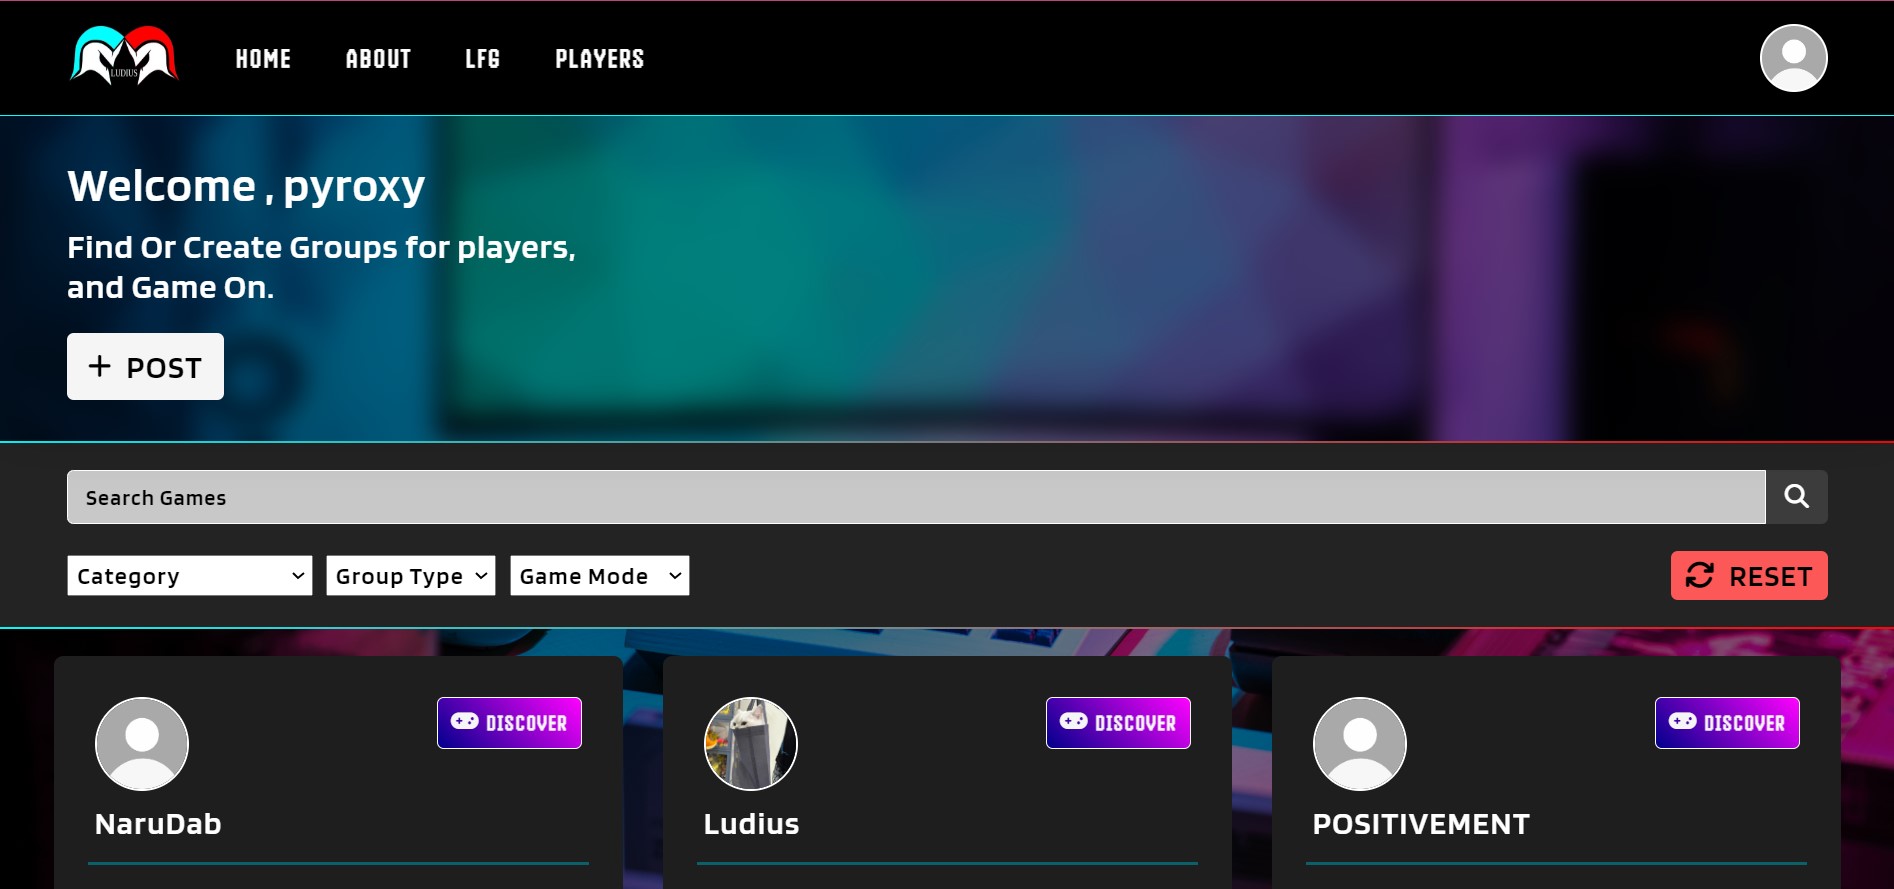 LUDIUS
HOME
ABOUT
LFG
PLAYERS
Welcome , pyroxy
Find Or Create Groups for players,
and Game On.
+ POST
Search Games
Category
Group Type
Game Mode
RESET
DISCOVER
DISCOVER
DISCOVER
NaruDab
Ludius
POSITIVEMENT